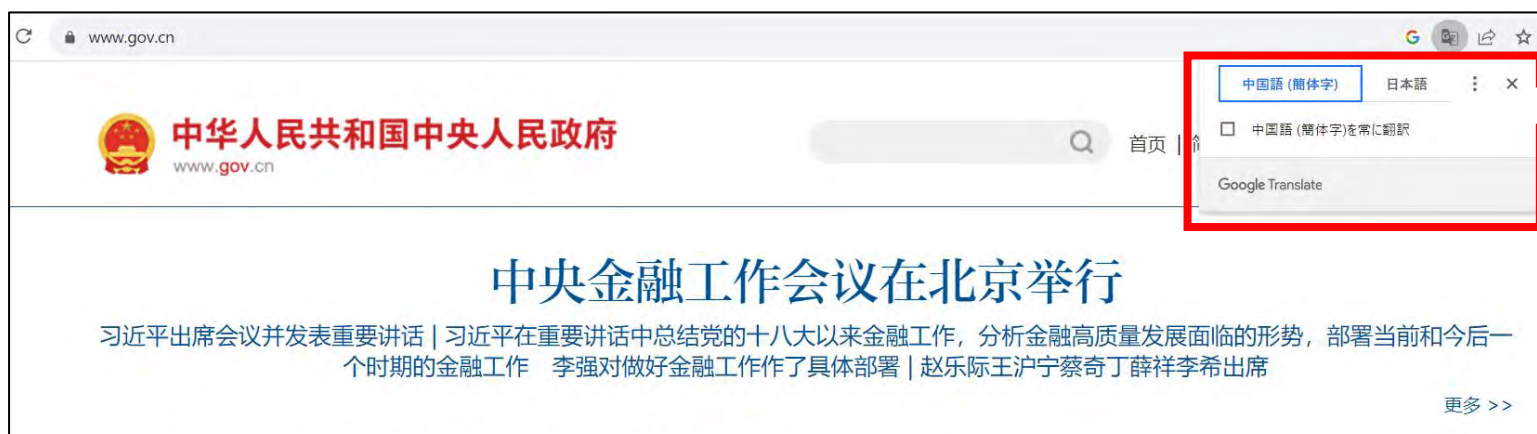 www.gov.cn
中国語 (簡体字) 日本語
中国語 (簡体字)を常に翻訳
Google Translate
中华人民共和国中央人民政府
www.gov.cn
首页 |
中央金融工作会议在北京举行
习近平出席会议并发表重要讲话 | 习近平在重要讲话中总结党的十八大以来金融工作，分析金融高质量发展面临的形势，部署当前和今后一
个时期的金融工作 李强对做好金融工作作了具体部署 | 赵乐际王沪宁蔡奇丁薛祥李希出席
更多 >>